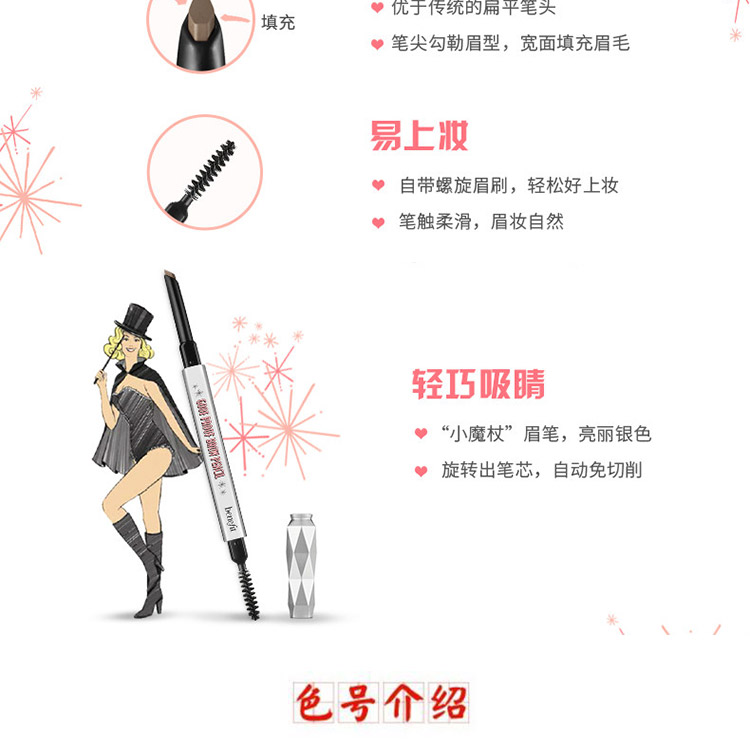 优于传统的扁平笔头
填充
笔尖勾勒眉型，宽面填充眉毛
易上妆
自带螺旋眉刷，轻松好上妆
笔触柔滑，眉妆自然
轻巧吸睛
“小魔杖”眉笔，亮丽银色
旋转出笔芯，自动免切削
benefit
色号介绍